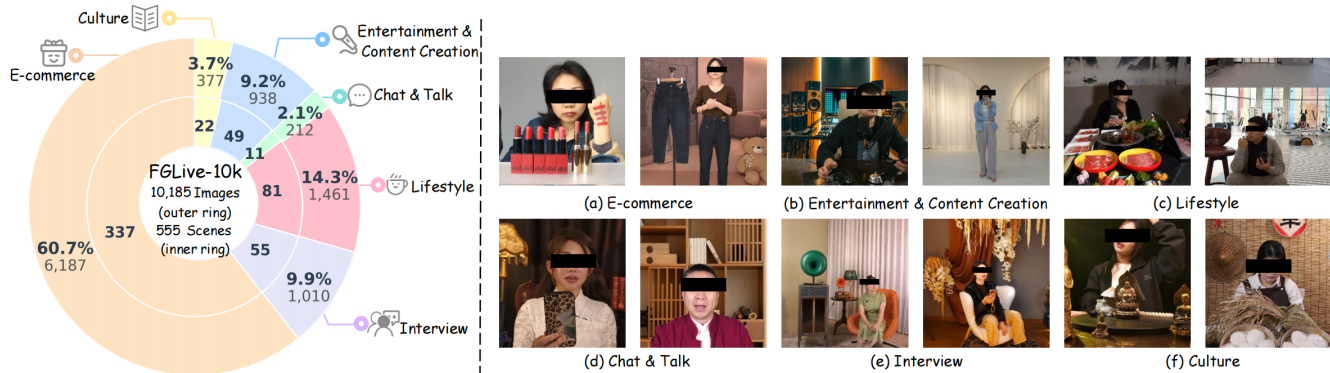 Culture
3.7%
377
22
Entertainment &
Content Creation
9.2%
938
49
Chat & Talk
2.1%
212
11
Lifestyle
14.3%
1,461
81
Interview
9.9%
1,010
55
E-commerce
60.7%
6,187
337
FGLive-10k
10,185 Images
(outer ring)
555 Scenes
(inner ring)
(a) E-commerce
(b) Entertainment & Content Creation
(c) Lifestyle
(d) Chat & Talk
(e) Interview
(f) Culture